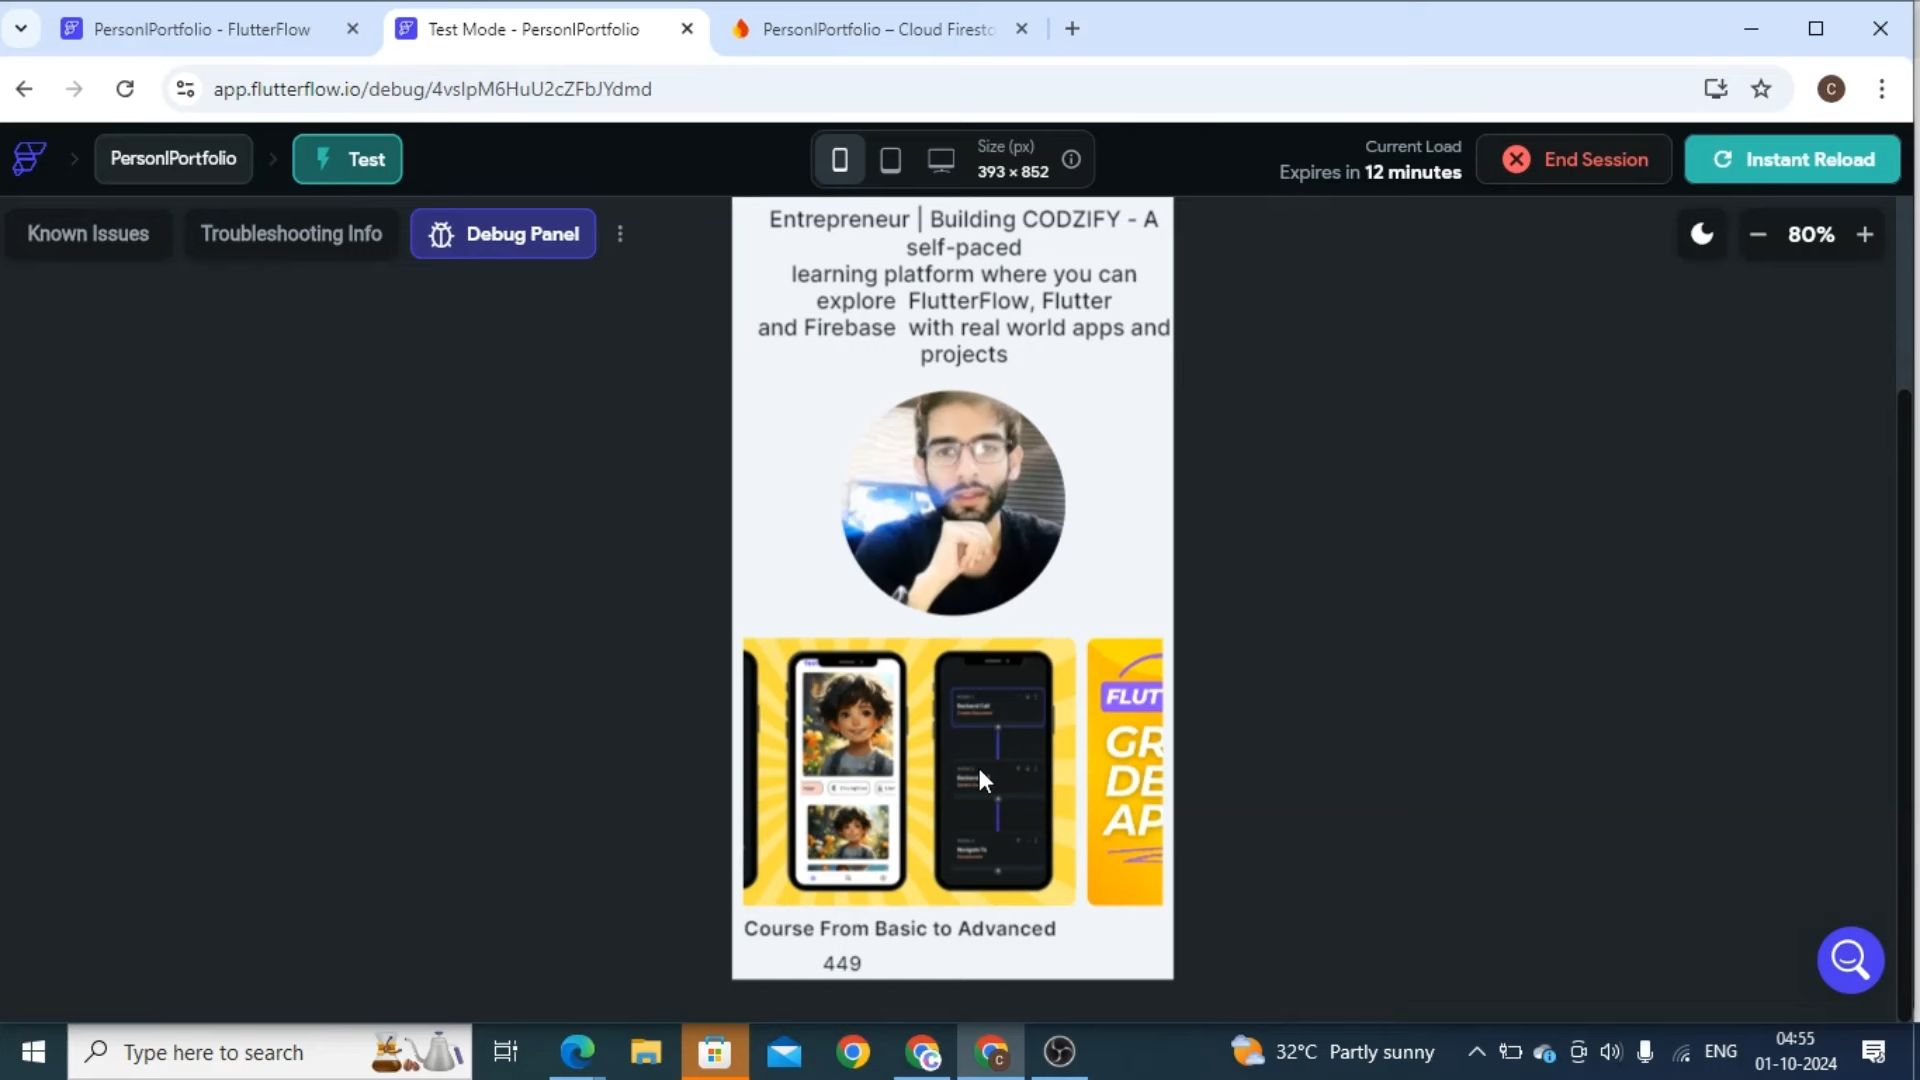 PersonlPortfolio - FlutterFlow
Test Mode - PersonlPortfolio
PersonlPortfolio – Cloud Firesto
app.flutterflow.io/debug/4vslpM6HuU2cZFbJYdmd
C
PersonlPortfolio
Test
Size (px)
393 × 852
Current Load
Expires in 12 minutes
End Session
Instant Reload
Known Issues
Troubleshooting Info
Debug Panel
80%
Entrepreneur | Building CODZIFY - A
self-paced
learning platform where you can
explore FlutterFlow, Flutter
and Firebase with real world apps and
projects
FLUT
GR
DE
AP
Course From Basic to Advanced
449
Type here to search
32°C Partly sunny
ENG
04:55
01-10-2024